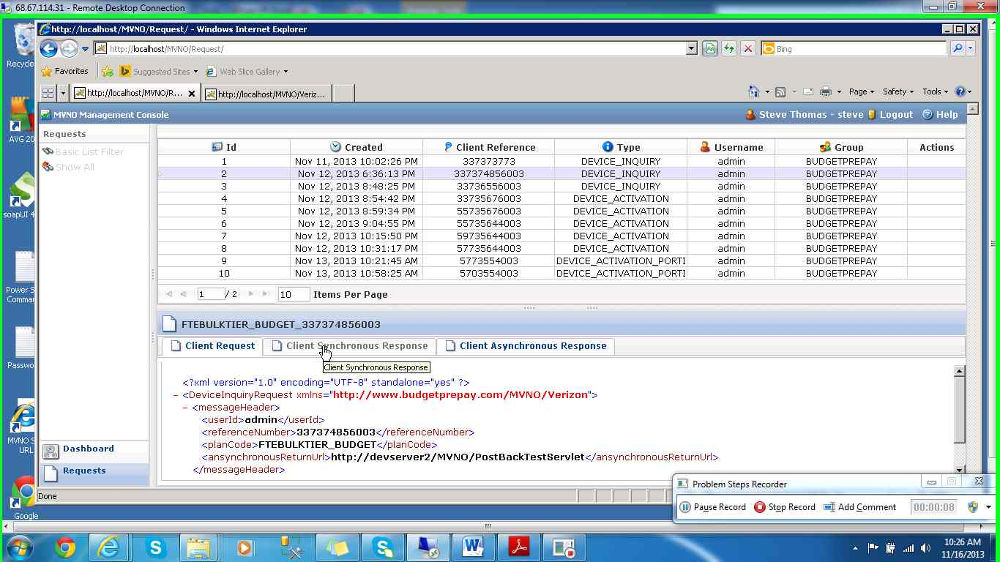 68.67.114.31 - Remote Desktop Connection
http://localhost/MVNO/Request/ - Windows Internet Explorer
http://localhost/MVNO/Request/
Bing
Favorites Suggested Sites Web Slice Gallery
http://localhost/MVNO/R... http://localhost/MVNO/Veriz... Page Safety Tools
MVNO Management Console Steve Thomas - steve Logout Help
Requests
Basic List Filter
Show All
Id Created Client Reference Type Username Group Actions
1 Nov 11, 2013 10:02:26 PM 337373773 DEVICE_INQUIRY admin BUDGETPREPAY
2 Nov 12, 2013 6:36:13 PM 337374856003 DEVICE_INQUIRY admin BUDGETPREPAY
3 Nov 12, 2013 8:48:25 PM 33736556003 DEVICE_INQUIRY admin BUDGETPREPAY
4 Nov 12, 2013 8:54:42 PM 33735676003 DEVICE_ACTIVATION admin BUDGETPREPAY
5 Nov 12, 2013 8:59:34 PM 55735676003 DEVICE_ACTIVATION admin BUDGETPREPAY
6 Nov 12, 2013 9:04:55 PM 55735644003 DEVICE_ACTIVATION admin BUDGETPREPAY
7 Nov 12, 2013 10:15:50 PM 59735644003 DEVICE_ACTIVATION admin BUDGETPREPAY
8 Nov 12, 2013 10:31:17 PM 57735644003 DEVICE_ACTIVATION admin BUDGETPREPAY
9 Nov 13, 2013 10:21:45 AM 5773554003 DEVICE_ACTIVATION_PORTI admin BUDGETPREPAY
10 Nov 13, 2013 10:58:25 AM 5703554003 DEVICE_ACTIVATION_PORTI admin BUDGETPREPAY
1 / 2 10 Items Per Page
FTEBULKTIER_BUDGET_337374856003
Client Request Client Synchronous Response Client Asynchronous Response
Client Synchronous Response
<?xml version="1.0" encoding="UTF-8" standalone="yes" ?>
- <DeviceInquiryRequest xmlns="http://www.budgetprepay.com/MVNO/Verizon">
- <messageHeader>
<userId>admin</userId>
<referenceNumber>337374856003</referenceNumber>
<planCode>FTEBULKTIER_BUDGET</planCode>
<ansynchronousReturnUrl>http://devserver2/MVNO/PostBackTestServlet</ansynchronousReturnUrl>
</messageHeader>
Dashboard
Requests
Done
Recycle
AVG 20
soapUI 4
Power S
Comman
Passwo
MVNO S
URL
Google
Problem Steps Recorder
Pause Record Stop Record Add Comment 00:00:08
10:26 AM
11/16/2013